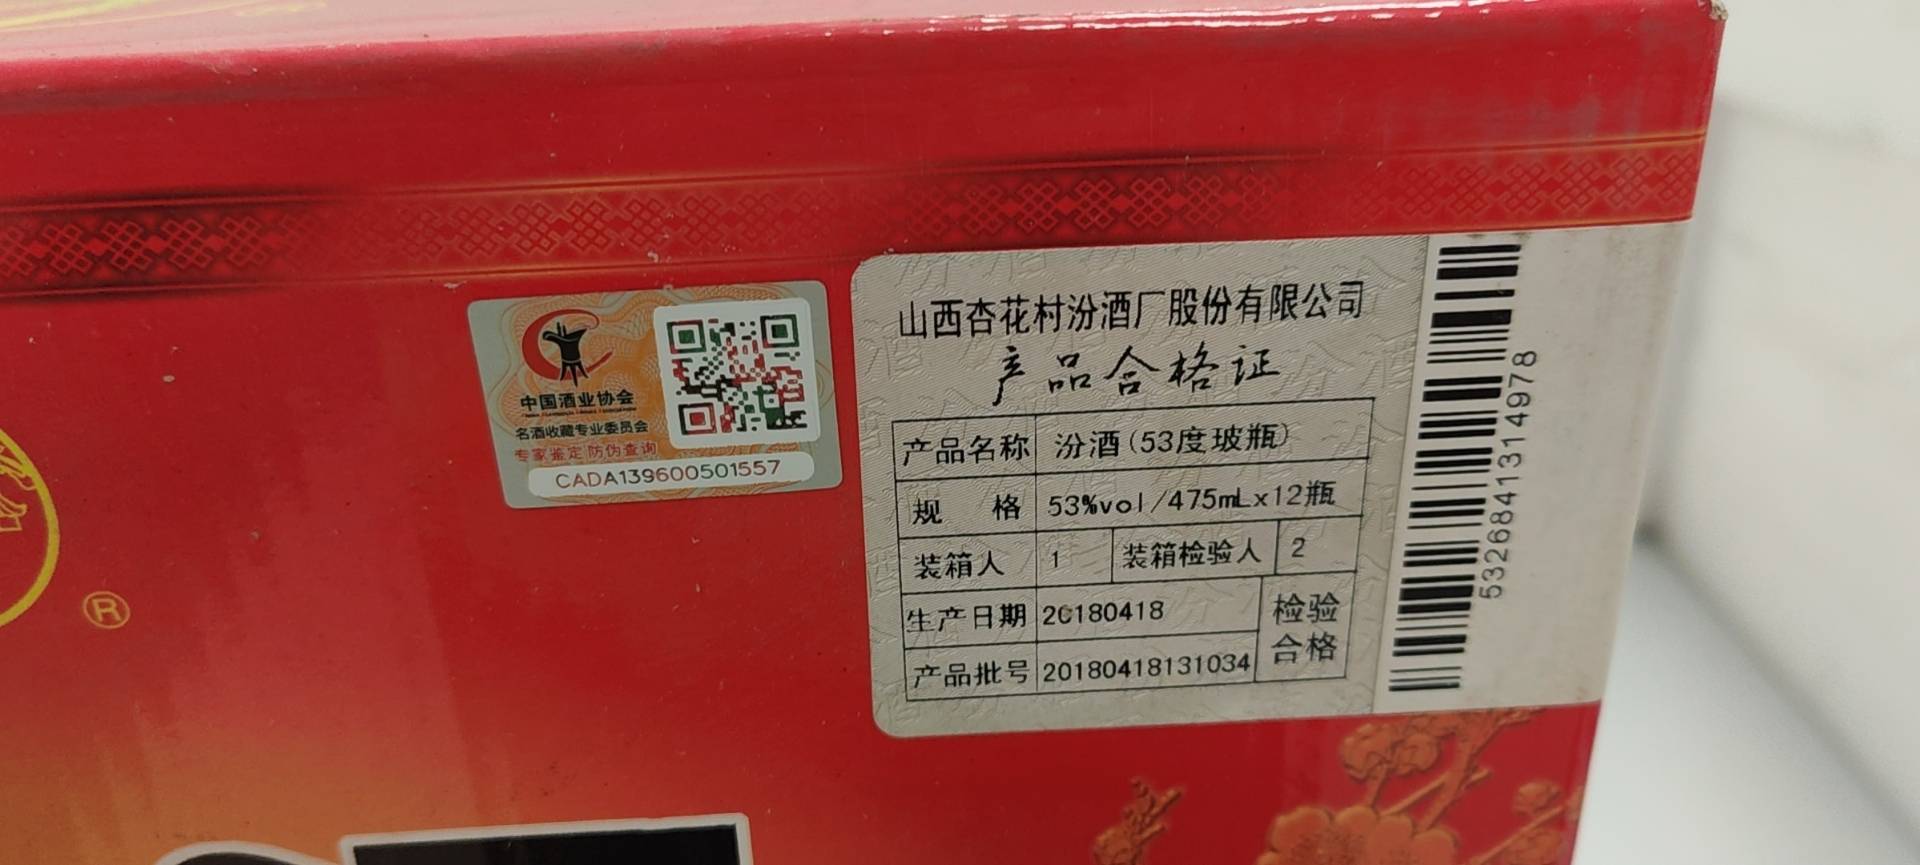 ®
中国酒业协会
名酒收藏专业委员会
专家鉴定 防伪查询
CADA139600501557
山西杏花村汾酒厂股份有限公司
产品合格证
产品名称 汾酒(53度玻瓶)
规 格 53%vol/475mLx12瓶
装箱人 1 装箱检验人 2
生产日期 20180418 检验
产品批号 20180418131034 合格
5326841314978